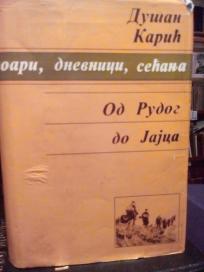 Душан
Карић
оари, дневници, сећања
Од Рудог
до Јајца